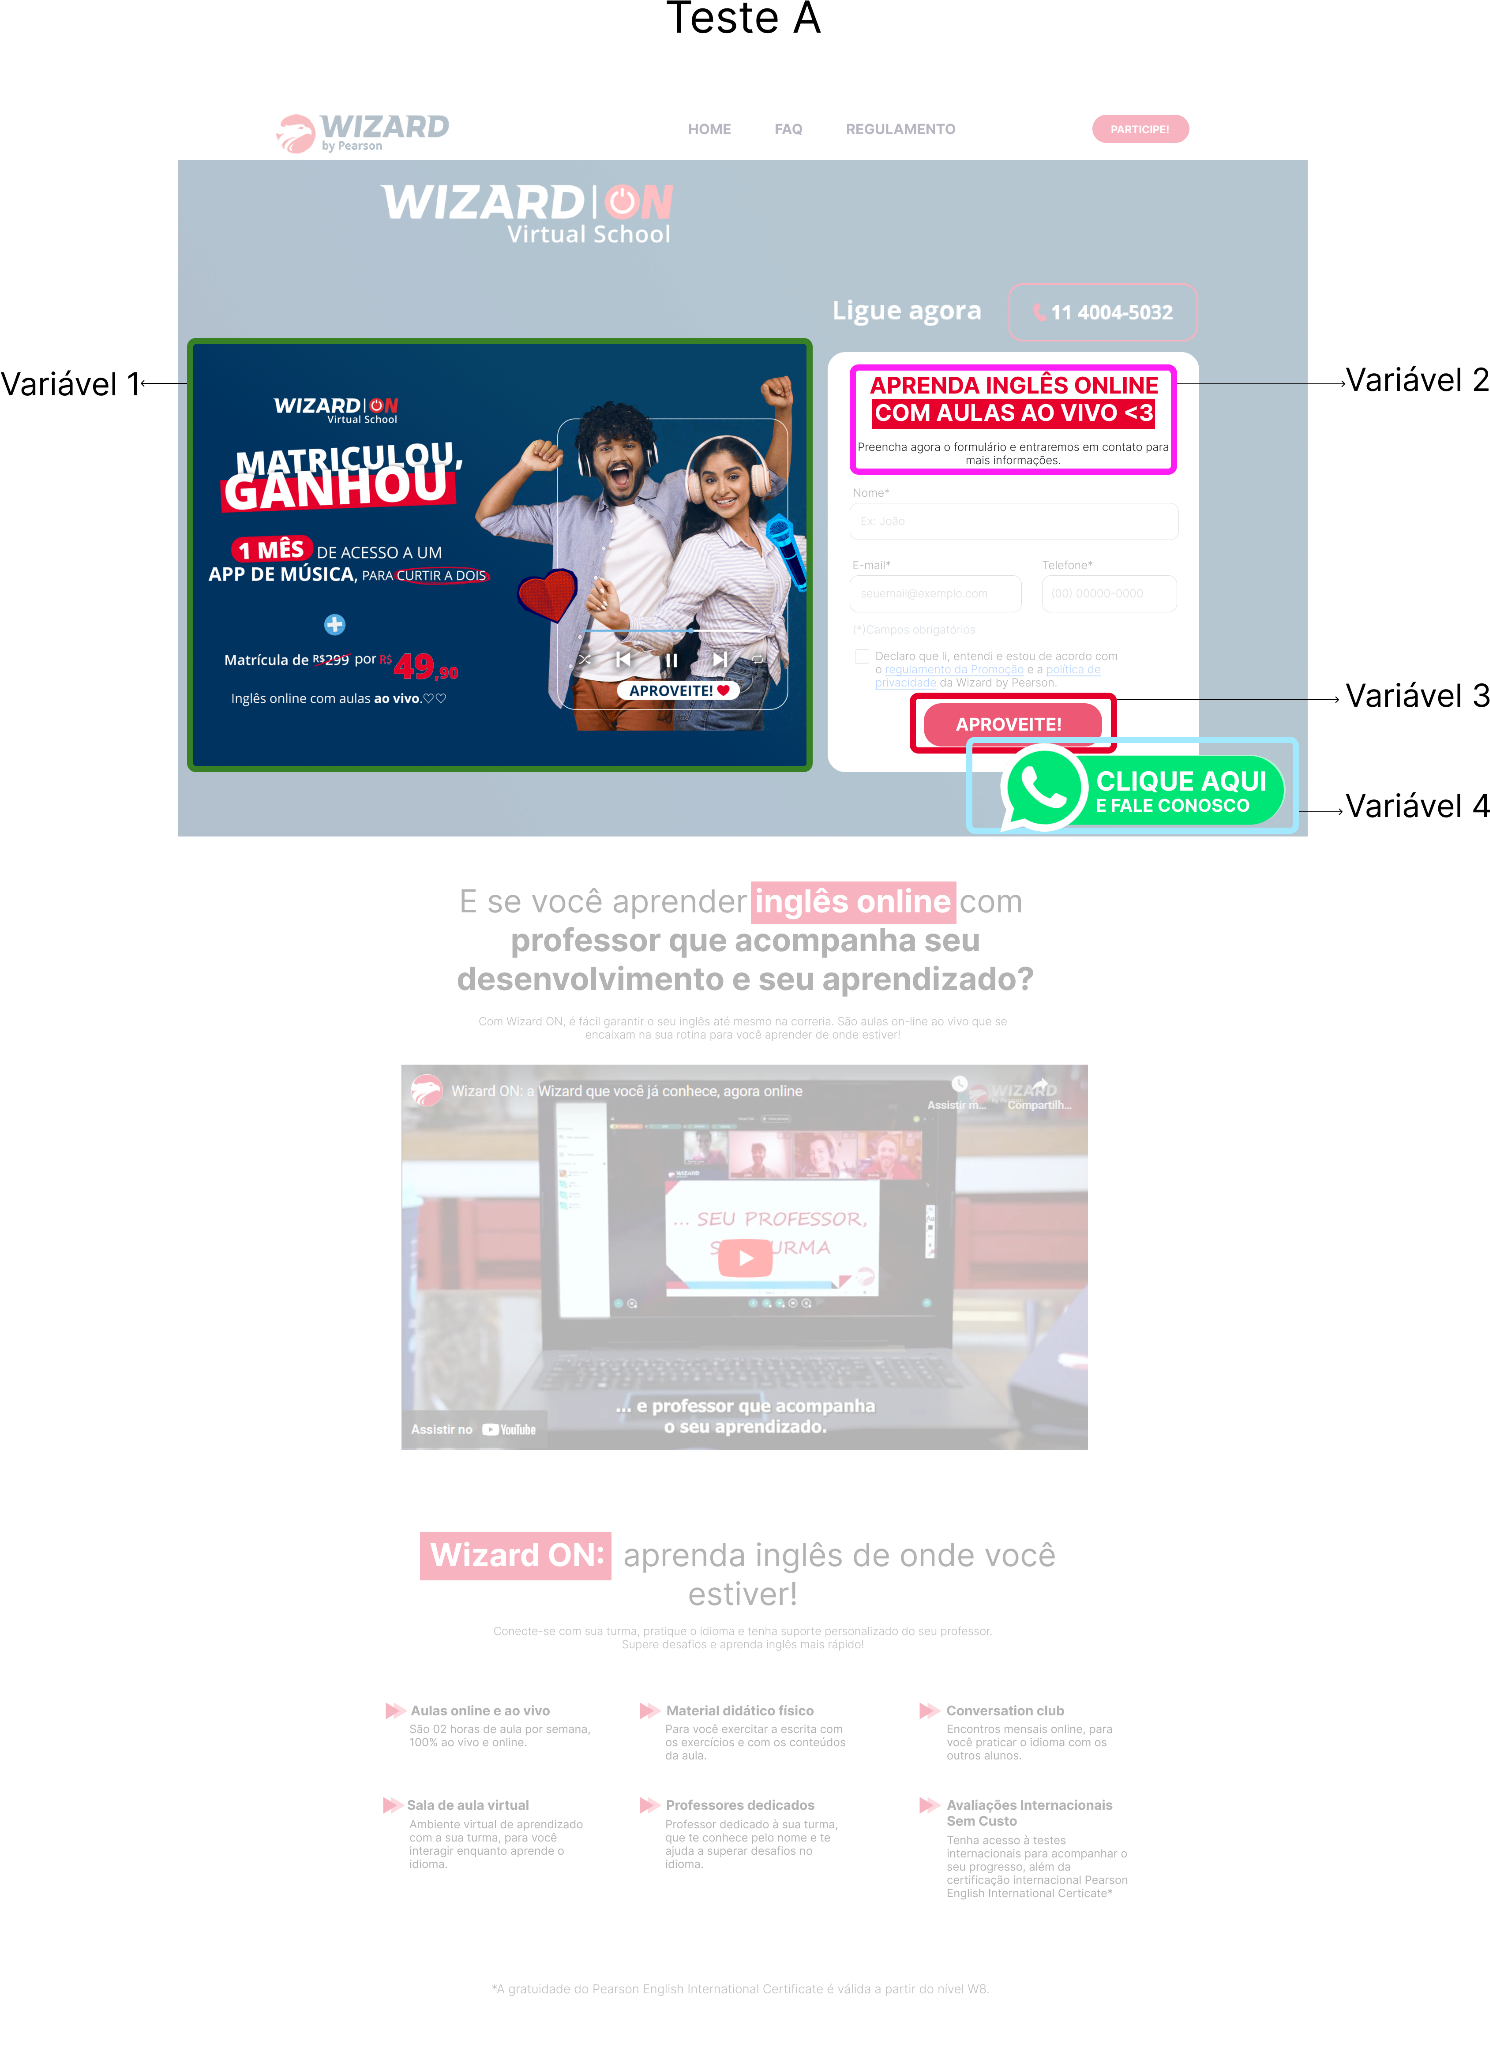 Teste A
WIZARD
by Pearson
HOME
FAQ
REGULAMENTO
PARTICIPE!
WIZARD ON
Virtual School
Ligue agora
11 4004-5032
Variável 1
WIZARD ON
Virtual School
MATRICULOU,
GANHOU
1 MÊS DE ACESSO A UM
APP DE MÚSICA, PARA CURTIR A DOIS
Matrícula de R$299 por R$ 49,90
Inglês online com aulas ao vivo.♡♡
APROVEITE!
Variável 2
APRENDA INGLÊS ONLINE
COM AULAS AO VIVO <3
Preencha agora o formulário e entraremos em contato para
mais informações.
Nome*
Ex: João
E-mail*
Telefone*
seuemail@exemplo.com
(00) 00000-0000
(*)Campos obrigatórios
Declaro que li, entendi e estou de acordo com
o regulamento da Promoção e a política de
privacidade da Wizard by Pearson.
Variável 3
APROVEITE!
CLIQUE AQUI
E FALE CONOSCO
Variável 4
E se você aprender inglês online com
professor que acompanha seu
desenvolvimento e seu aprendizado?
Com Wizard ON, é fácil garantir o seu inglês até mesmo na correria. São aulas on-line ao vivo que se
encaixam na sua rotina para você aprender de onde estiver!
Wizard ON: a Wizard que você já conhece, agora online
WIZARD
Assistir m...
Compartilh...
WIZARD
... SEU PROFESSOR,
... e professor que acompanha
o seu aprendizado.
Assistir no YouTube
Wizard ON: aprenda inglês de onde você
estiver!
Conecte-se com sua turma, pratique o idioma e tenha suporte personalizado do seu professor.
Supere desafios e aprenda inglês mais rápido!
Aulas online e ao vivo
São 02 horas de aula por semana,
100% ao vivo e online.
Material didático físico
Para você exercitar a escrita com
os exercícios e com os conteúdos
da aula.
Conversation club
Encontros mensais online, para
você praticar o idioma com os
outros alunos.
Sala de aula virtual
Ambiente virtual de aprendizado
com a sua turma, para você
interagir enquanto aprende o
idioma.
Professores dedicados
Professor dedicado à sua turma,
que te conhece pelo nome e te
ajuda a superar desafios no
idioma.
Avaliações Internacionais
Sem Custo
Tenha acesso à testes
internacionais para acompanhar o
seu progresso, além da
certificação internacional Pearson
English International Certicate*
*A gratuidade do Pearson English International Certificate é válida a partir do nível W8.